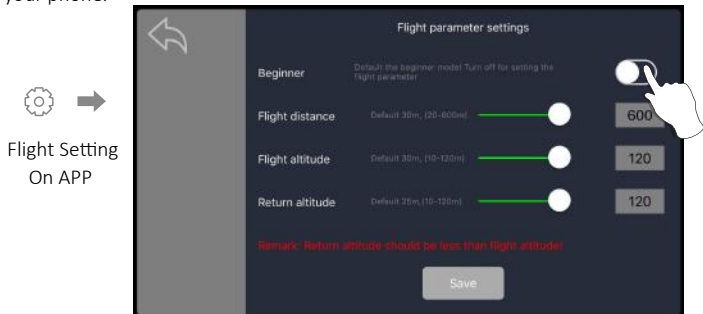 your phone.
Flight parameter settings
Beginner
Default the beginner model Turn off for setting the
flight parameter
Flight distance
Default 30m, (20-600m)
600
Flight Setting
On APP
Flight altitude
Default 30m, (10-120m)
120
Return altitude
Default 25m,(10-120m)
120
Remark: Return altitude should be less than flight altitude!
Save